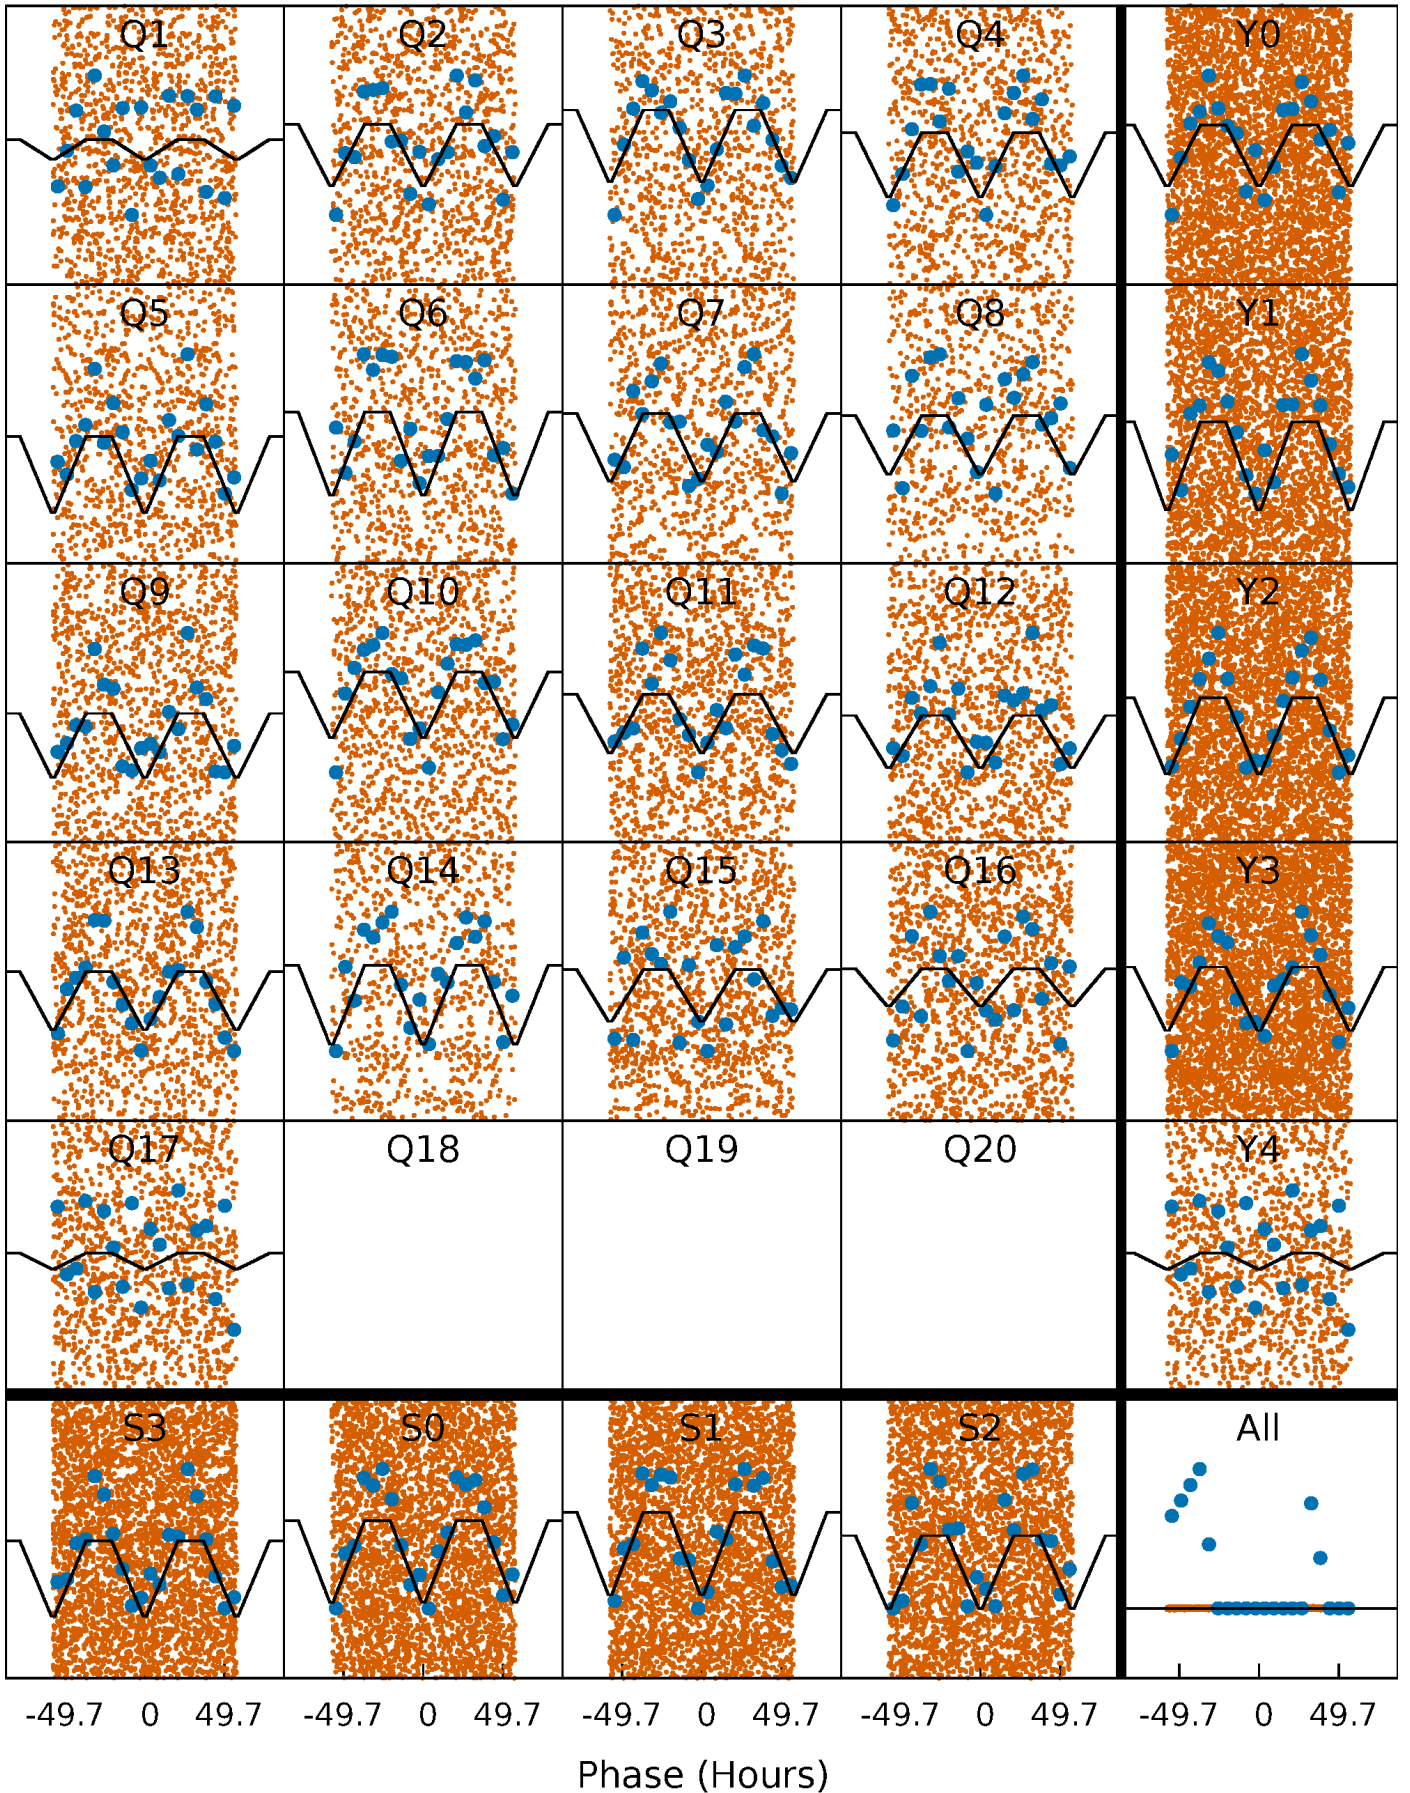 Q1 Q2 Q3 Q4 Y0
Q5 Q6 Q7 Q8 Y1
Q9 Q10 Q11 Q12 Y2
Q13 Q14 Q15 Q16 Y3
Q17 Q18 Q19 Q20 Y4
S3 S0 S1 S2 All
-49.7 0 49.7 -49.7 0 49.7 -49.7 0 49.7 -49.7 0 49.7 -49.7 0 49.7
Phase (Hours)